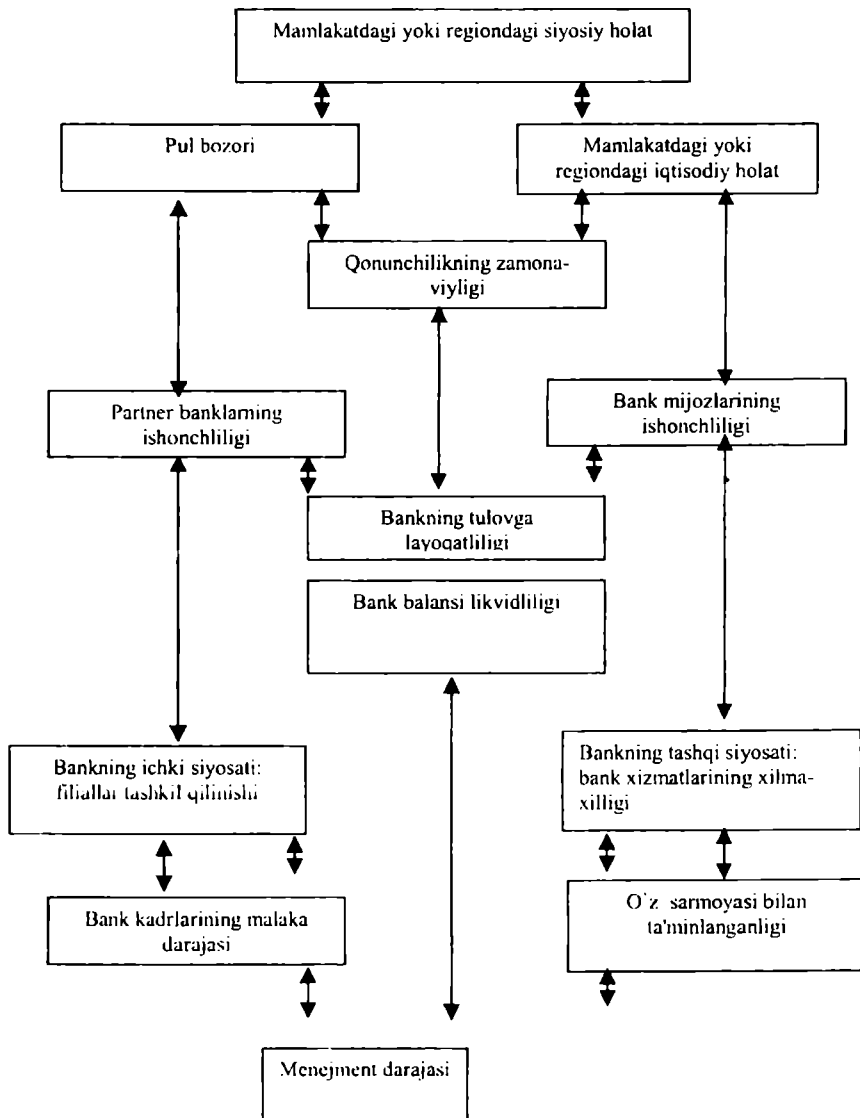 Mamlakatdagi yoki regiondagi siyosiy holat
Pul bozori
Mamlakatdagi yoki
regiondagi iqtisodiy holat
Qonunchilikning zamona-
viyligi
Partner banklarning
ishonchliligi
Bank mijozlarining
ishonchliligi
Bankning tulovga
layoqatliligi
Bank balansi likvidliligi
Bankning ichki siyosati:
filiallar tashkil qilinishi
Bankning tashqi siyosati:
bank xizmatlarining xilma-
xilligi
Bank kadrlarining malaka
darajasi
O`z sarmoyasi bilan
ta'minlanganligi
Menejment darajasi